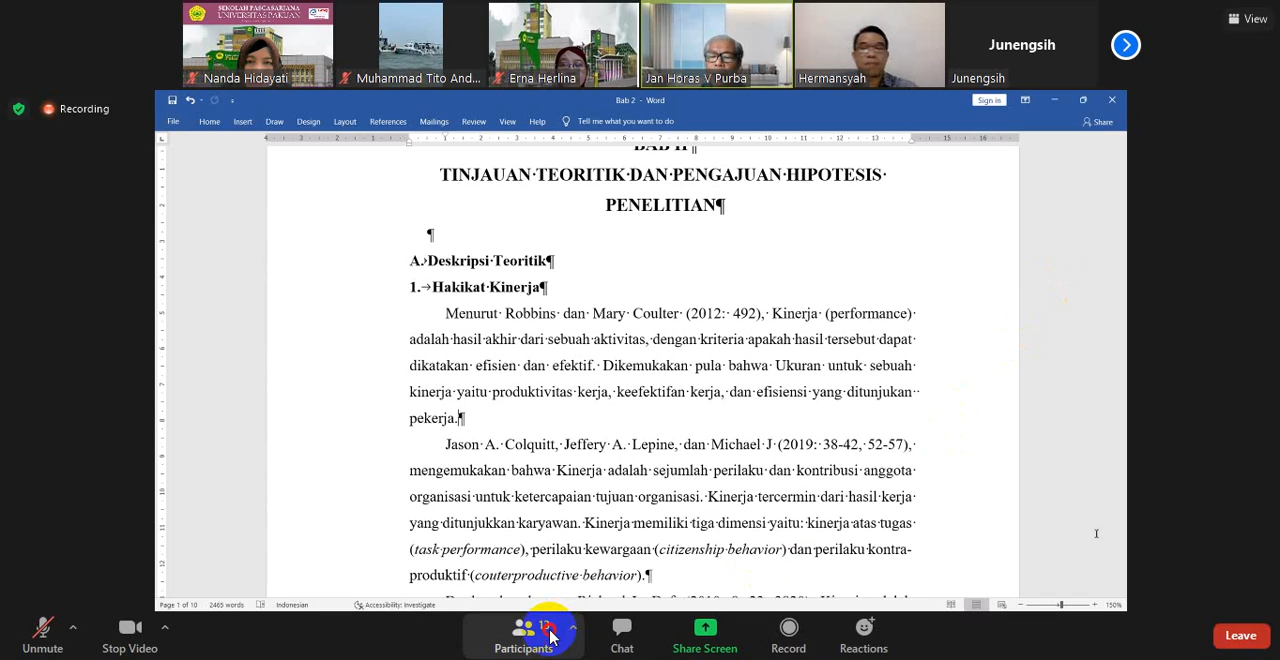 SEKOLAH PASCASARJANA
UNIVERSITAS PAKUAN
Nanda Hidayati
Muhammad Tito And...
Erna Herlina
Jan Horas V Purba
Hermansyah
Junengsih
Junengsih
View
Recording
Bab 2 - Word
Sign in
File Home Insert Draw Design Layout References Mailings Review View Help Tell me what you want to do
Share
BAB II¶
TINJAUAN·TEORITIK·DAN·PENGAJUAN·HIPOTESIS·
PENELITIAN¶
¶
A.›Deskripsi·Teoritik¶
1.→Hakikat·Kinerja¶
Menurut· Robbins· dan· Mary· Coulter· (2012:· 492),· Kinerja· (performance)·
adalah·hasil·akhir·dari·sebuah·aktivitas,·dengan·kriteria·apakah·hasil·tersebut·dapat·
dikatakan· efisien· dan· efektif.· Dikemukakan· pula· bahwa· Ukuran· untuk· sebuah·
kinerja·yaitu·produktivitas·kerja,·keefektifan·kerja,·dan·efisiensi·yang·ditunjukan··
pekerja.¶
Jason· A.· Colquitt,· Jeffery· A.· Lepine,· dan· Michael· J· (2019:· 38-42,· 52-57),·
mengemukakan·bahwa·Kinerja·adalah·sejumlah·perilaku·dan·kontribusi·anggota·
organisasi·untuk·ketercapaian·tujuan·organisasi.·Kinerja·tercermin·dari·hasil·kerja·
yang·ditunjukkan·karyawan.·Kinerja·memiliki·tiga·dimensi·yaitu:·kinerja·atas·tugas·
(task·performance),·perilaku·kewargaan·(citizenship·behavior)·dan·perilaku·kontra-
produktif·(couterproductive·behavior).¶
Page 1 of 10 2465 words Indonesian Accessibility: Investigate 150%
Unmute Stop Video Participants 13 Chat Share Screen Record Reactions Leave